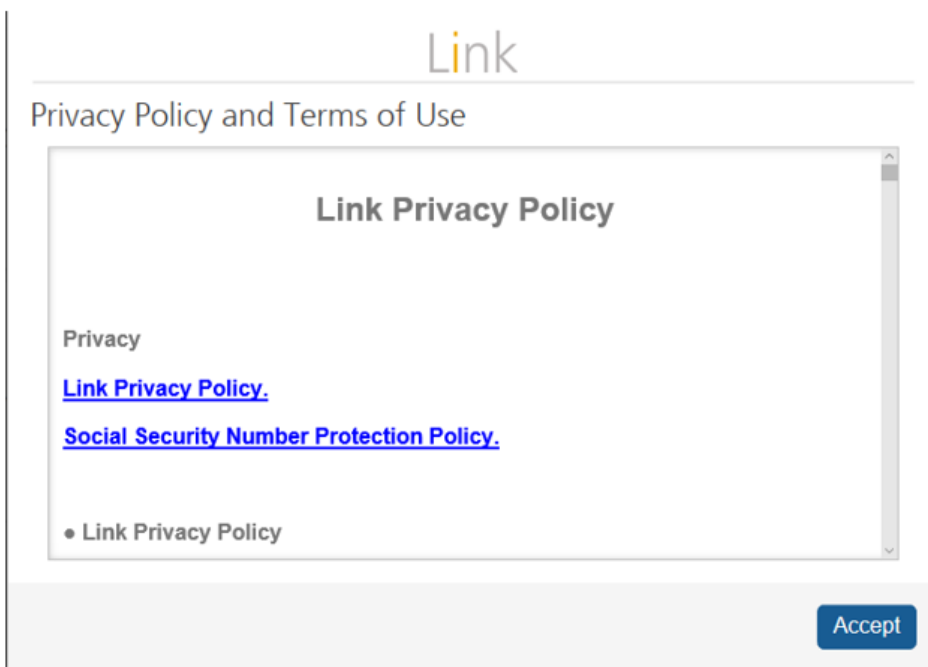 Link
Privacy Policy and Terms of Use
Link Privacy Policy
Privacy
Link Privacy Policy.
Social Security Number Protection Policy.
● Link Privacy Policy
Accept